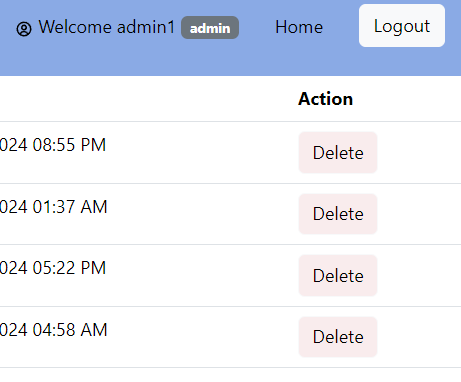 Welcome admin1 admin Home Logout
Action
024 08:55 PM Delete
024 01:37 AM Delete
024 05:22 PM Delete
024 04:58 AM Delete